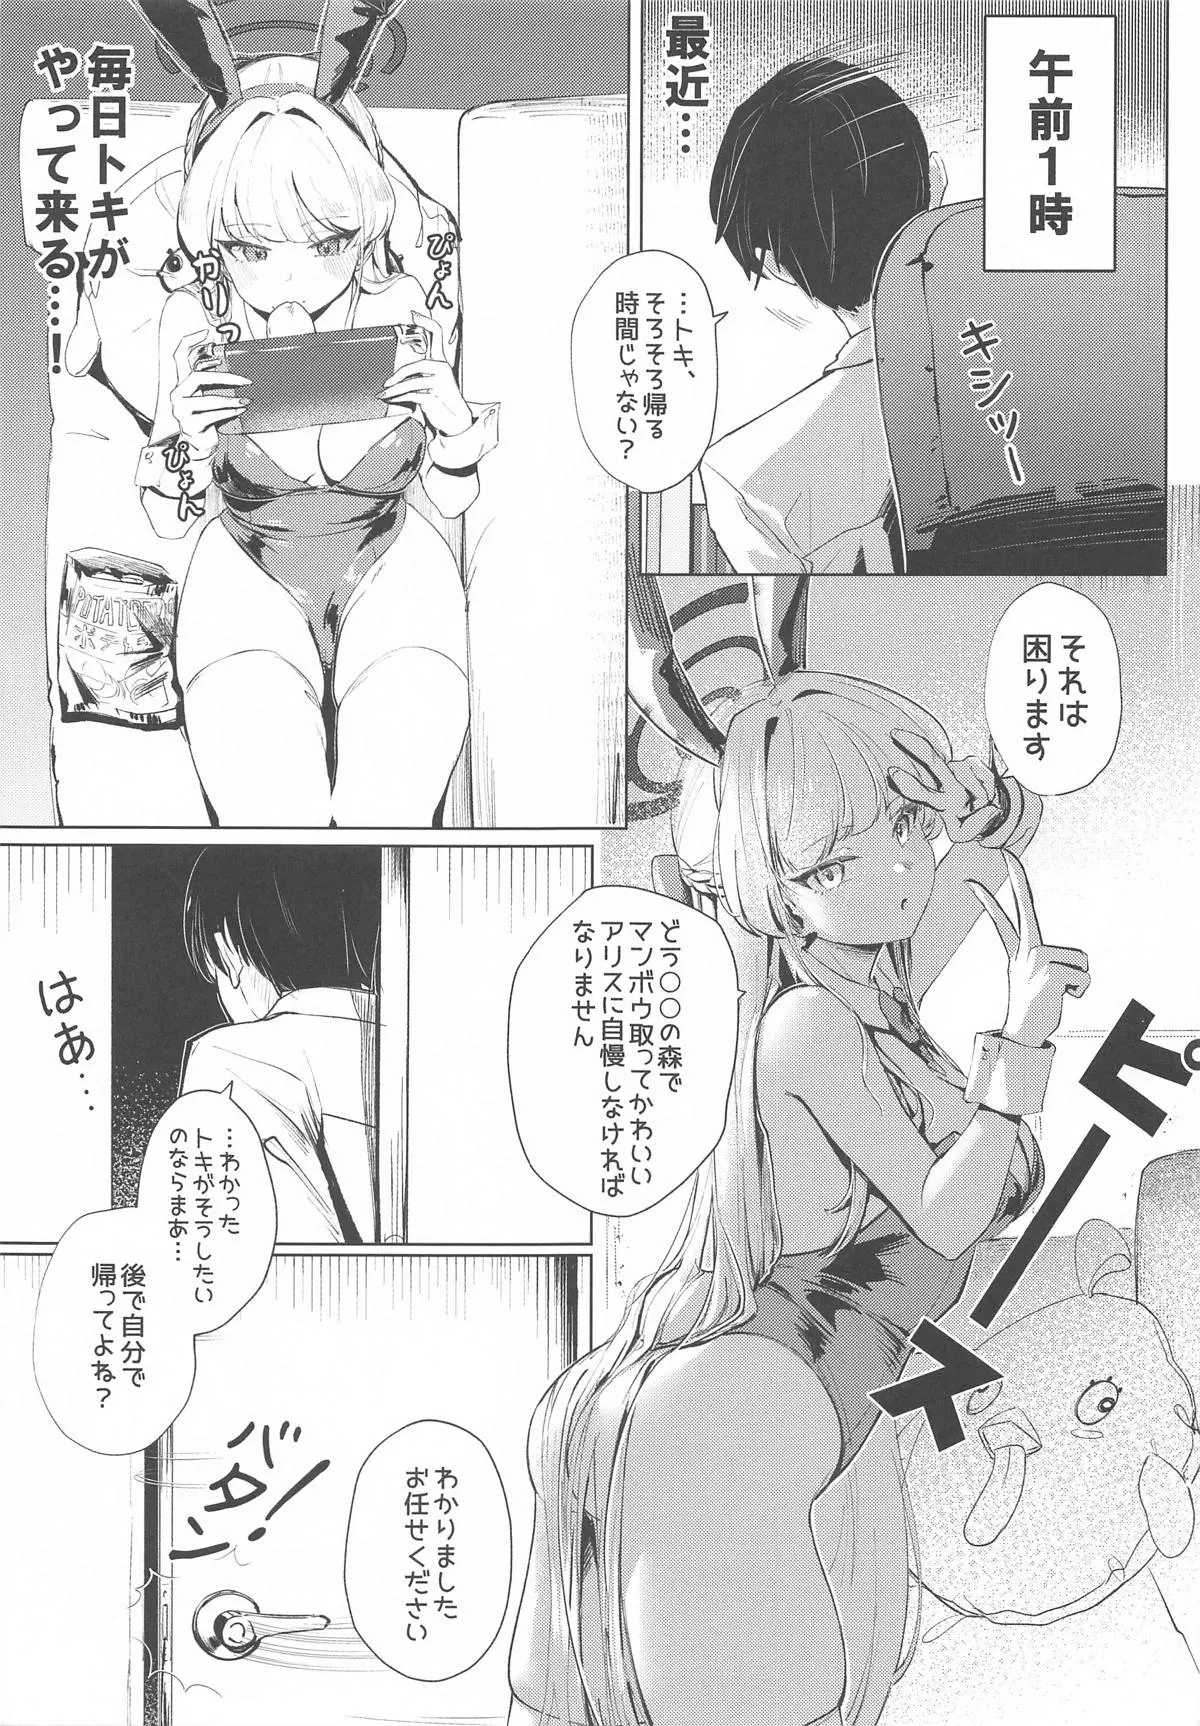 午前1時
最近…
キシッー
…トキ、
そろそろ帰る
時間じゃない?
毎日トキが
やって来る…!
ぴょん
カリっ
ぴょん
POTATO
ポテト
それは
困ります
どう○○の森で
マンボウ取ってかわいい
アリスに自慢しなければ
なりません
ピース
はぁ…
…わかった
トキがそうしたい
のならまあ…
後で自分で
帰ってよね?
バタン!
わかりました
お任せください